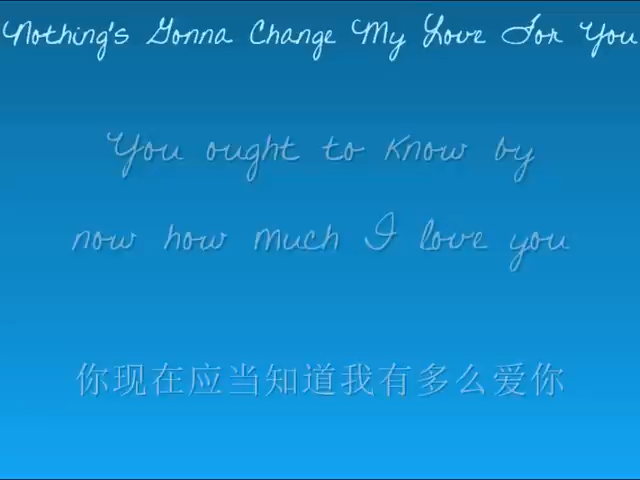 Nothing's Gonna Change My Love For You
You ought to know by
now how much I love you
你现在应当知道我有多么爱你